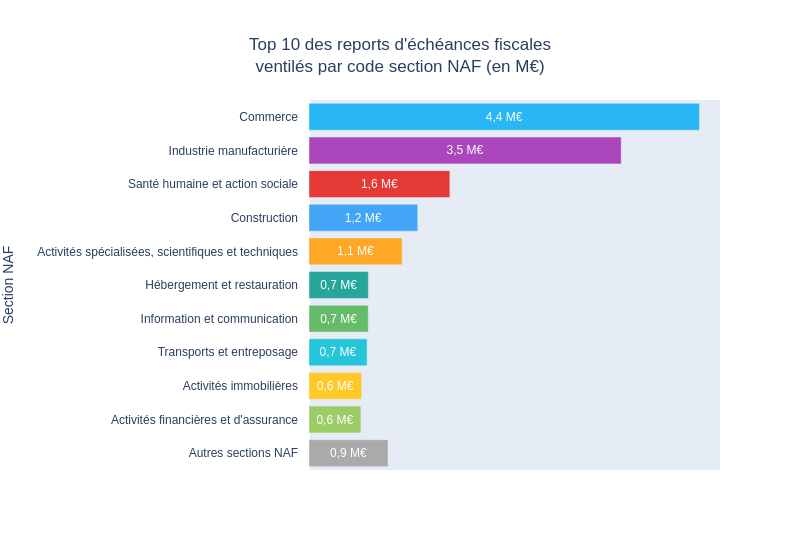 Top 10 des reports d'échéances fiscales
ventilés par code section NAF (en M€)
Section NAF
Commerce 4,4 M€
Industrie manufacturière 3,5 M€
Santé humaine et action sociale 1,6 M€
Construction 1,2 M€
Activités spécialisées, scientifiques et techniques 1,1 M€
Hébergement et restauration 0,7 M€
Information et communication 0,7 M€
Transports et entreposage 0,7 M€
Activités immobilières 0,6 M€
Activités financières et d'assurance 0,6 M€
Autres sections NAF 0,9 M€